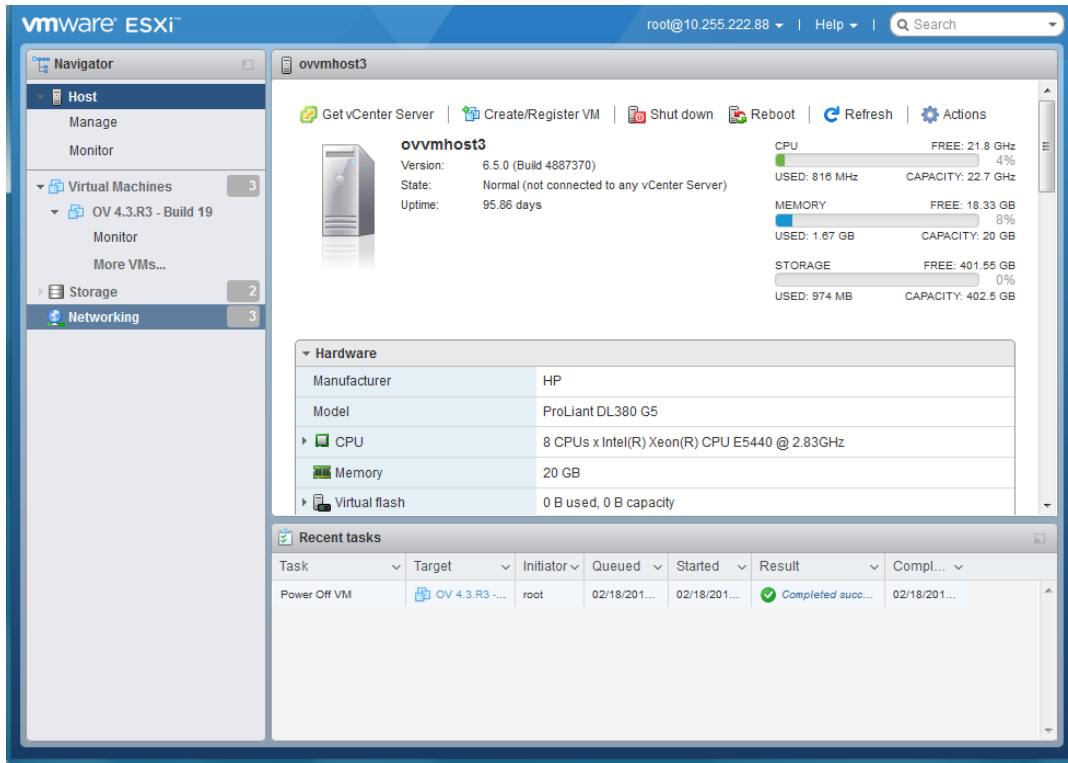 vmware ESXi™
root@10.255.222.88 | Help | Search
Navigator
Host
Manage
Monitor
Virtual Machines 3
OV 4.3.R3 - Build 19
Monitor
More VMs...
Storage 2
Networking 3
ovvmhost3
Get vCenter Server | Create/Register VM | Shut down Reboot | Refresh | Actions
ovvmhost3
Version: 6.5.0 (Build 4887370)
State: Normal (not connected to any vCenter Server)
Uptime: 95.86 days
CPU FREE: 21.8 GHz
4%
USED: 816 MHz CAPACITY: 22.7 GHz
MEMORY FREE: 18.33 GB
8%
USED: 1.67 GB CAPACITY: 20 GB
STORAGE FREE: 401.55 GB
0%
USED: 974 MB CAPACITY: 402.5 GB
Hardware
Manufacturer HP
Model ProLiant DL380 G5
CPU 8 CPUs x Intel(R) Xeon(R) CPU E5440 @ 2.83GHz
Memory 20 GB
Virtual flash 0 B used, 0 B capacity
Recent tasks
Task Target Initiator Queued Started Result Compl...
Power Off VM OV 4.3.R3 -... root 02/18/201... 02/18/201... Completed succ... 02/18/201...